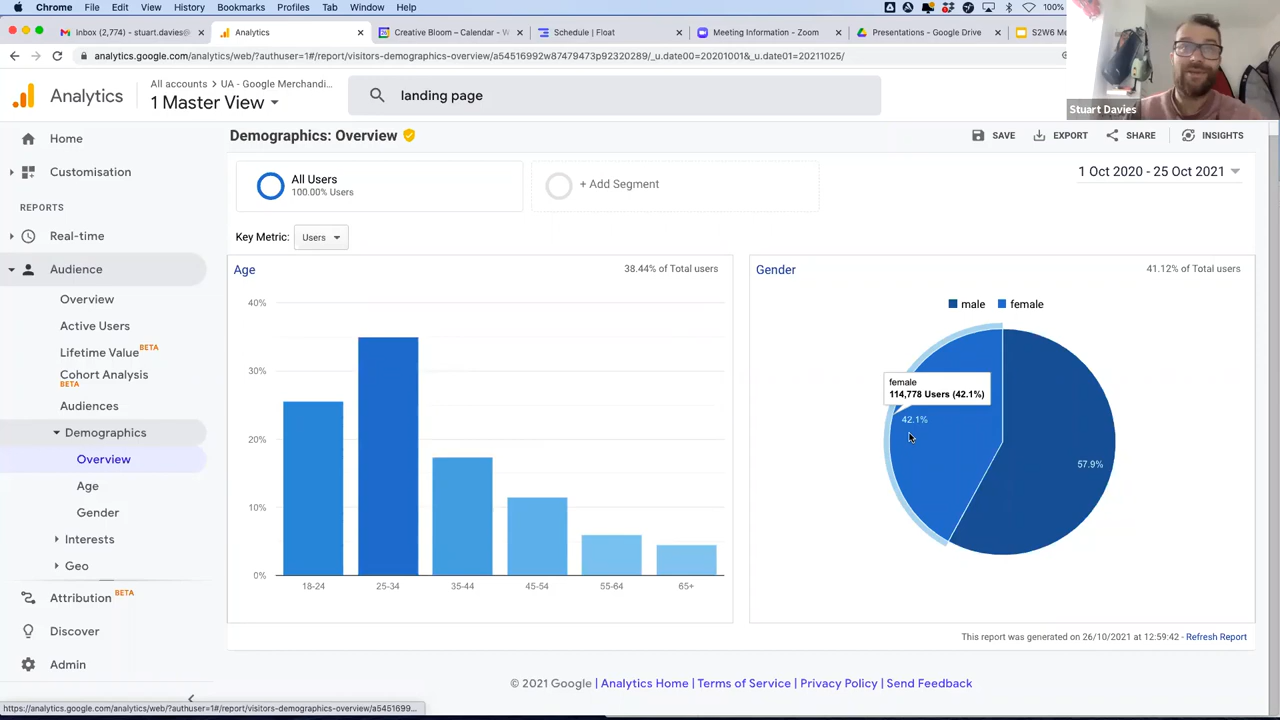 Chrome File Edit View History Bookmarks Profiles Tab Window Help 100%
Inbox (2,774) - stuart.davies@
Analytics
Creative Bloom – Calendar - W
Schedule | Float
Meeting Information - Zoom
Presentations - Google Drive
S2W6 Me
analytics.google.com/analytics/web/?authuser=1#/report/visitors-demographics-overview/a54516992w87479473p92320289/_u.date00=20201001&_u.date01=20211025/
Stuart Davies
Analytics
All accounts > UA - Google Merchandi...
1 Master View
landing page
Home
Customisation
REPORTS
Real-time
Audience
Overview
Active Users
Lifetime Value BETA
Cohort Analysis
BETA
Audiences
Demographics
Overview
Age
Gender
Interests
Geo
Attribution BETA
Discover
Admin
Demographics: Overview
SAVE EXPORT SHARE INSIGHTS
All Users
100.00% Users
+ Add Segment
1 Oct 2020 - 25 Oct 2021
Key Metric: Users
Age
38.44% of Total users
40%
30%
20%
10%
0%
18-24 25-34 35-44 45-54 55-64 65+
Gender
41.12% of Total users
male female
female
114,778 Users (42.1%)
42.1%
57.9%
This report was generated on 26/10/2021 at 12:59:42 - Refresh Report
© 2021 Google | Analytics Home | Terms of Service | Privacy Policy | Send Feedback
https://analytics.google.com/analytics/web/?authuser=1#/report/visitors-demographics-overview/a5451699...